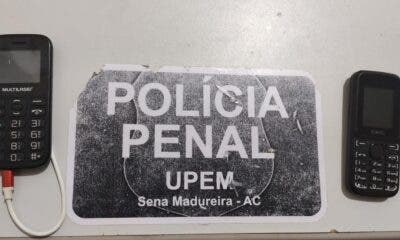 MULTILASER
POLÍCIA
PENAL
UPEM
Sena Madureira - AC